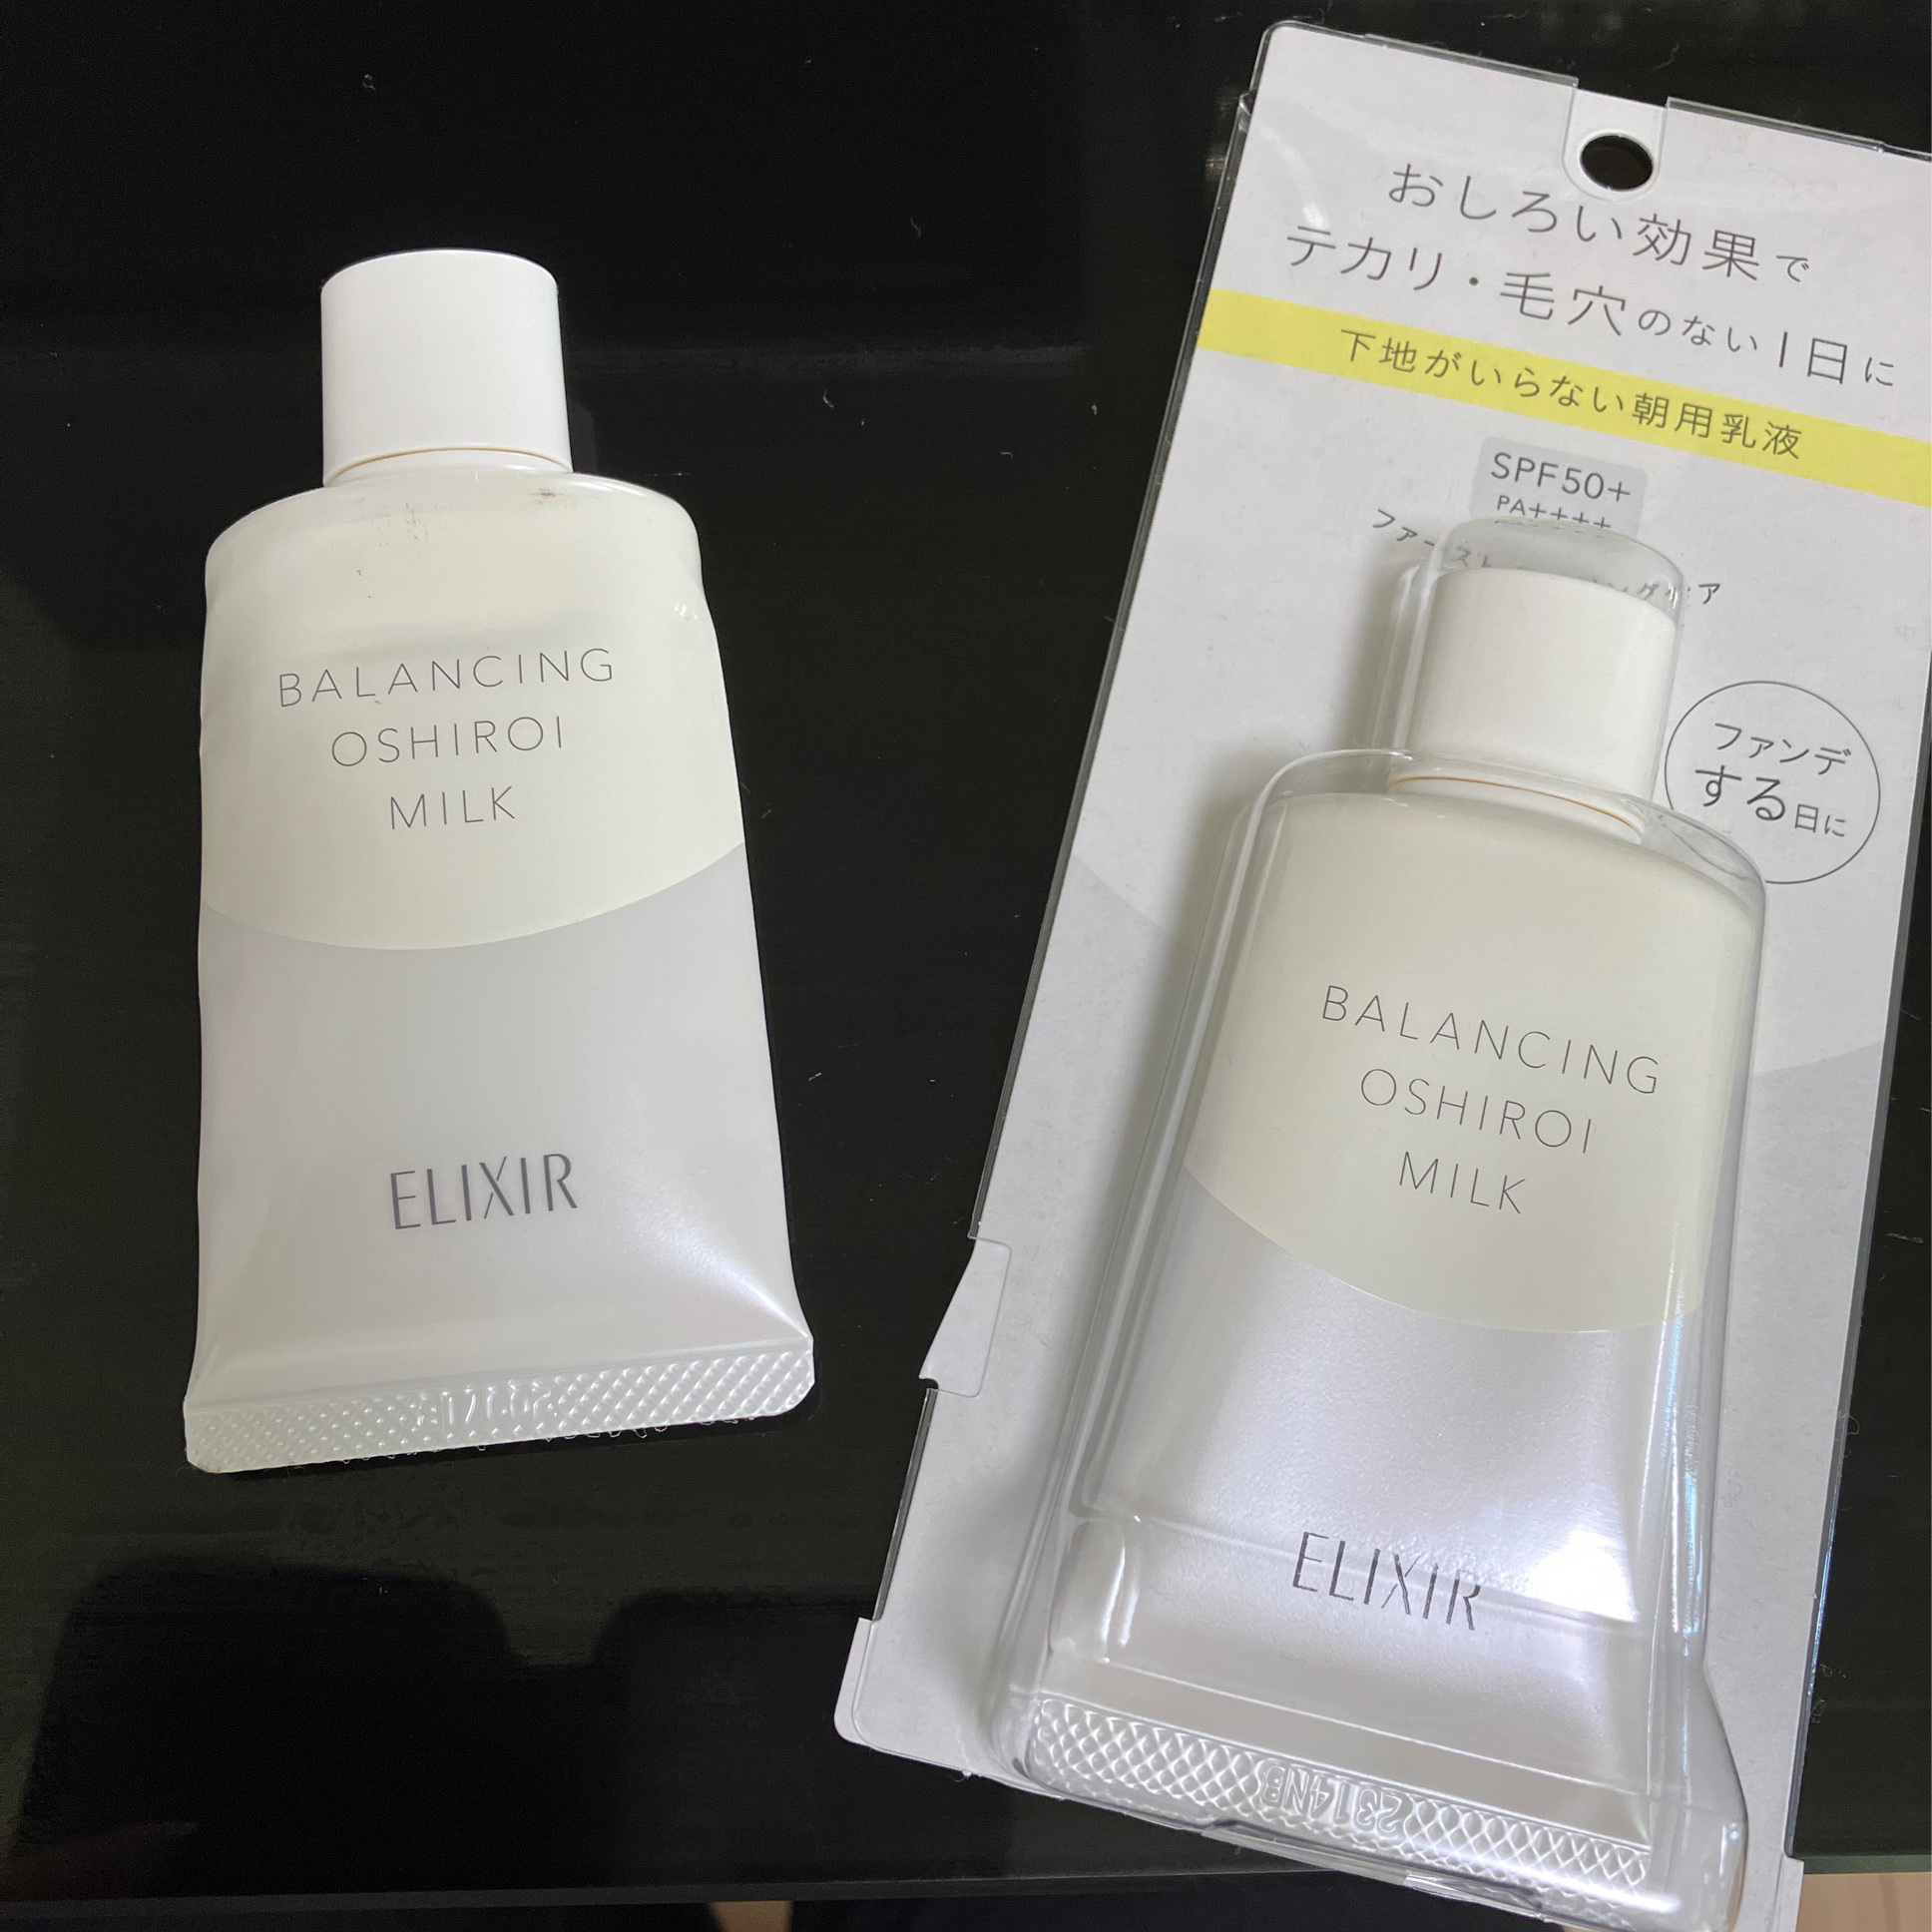 BALANCING
OSHIROI
MILK
ELIXIR
おしろい効果で
テカリ・毛穴のない1日に
下地がいらない朝用乳液
SPF50+
PA++++
ファンデ
する日に
BALANCING
OSHIROI
MILK
ELIXIR
2314NB